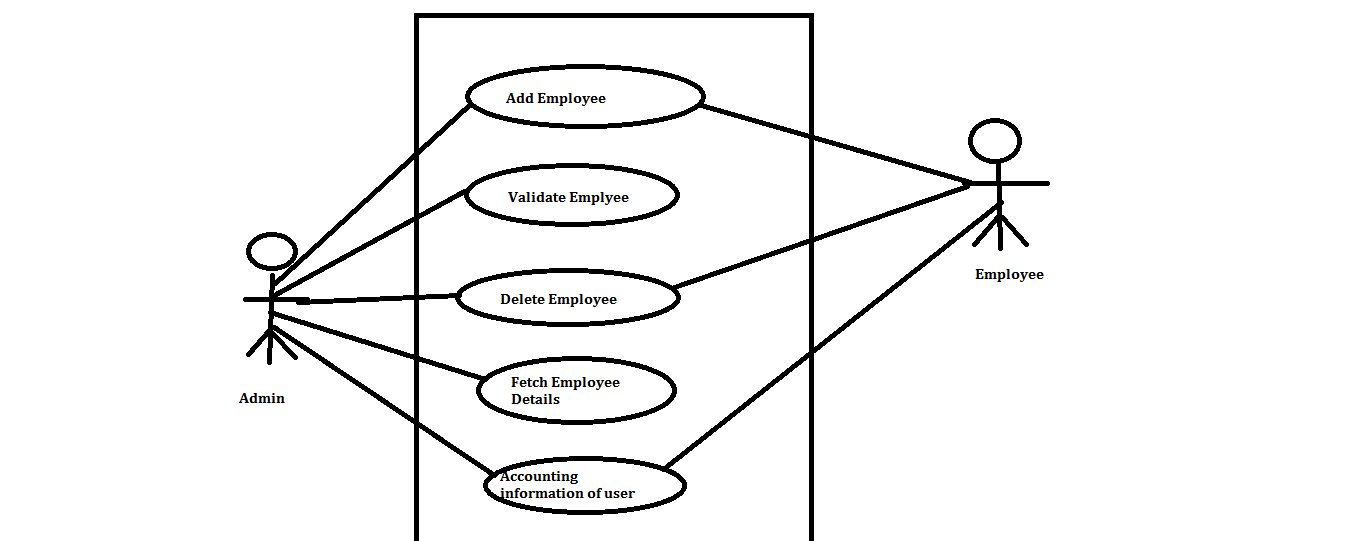 Add Employee
Validate Emplyee
Delete Employee
Fetch Employee
Details
Accounting
information of user
Admin
Employee